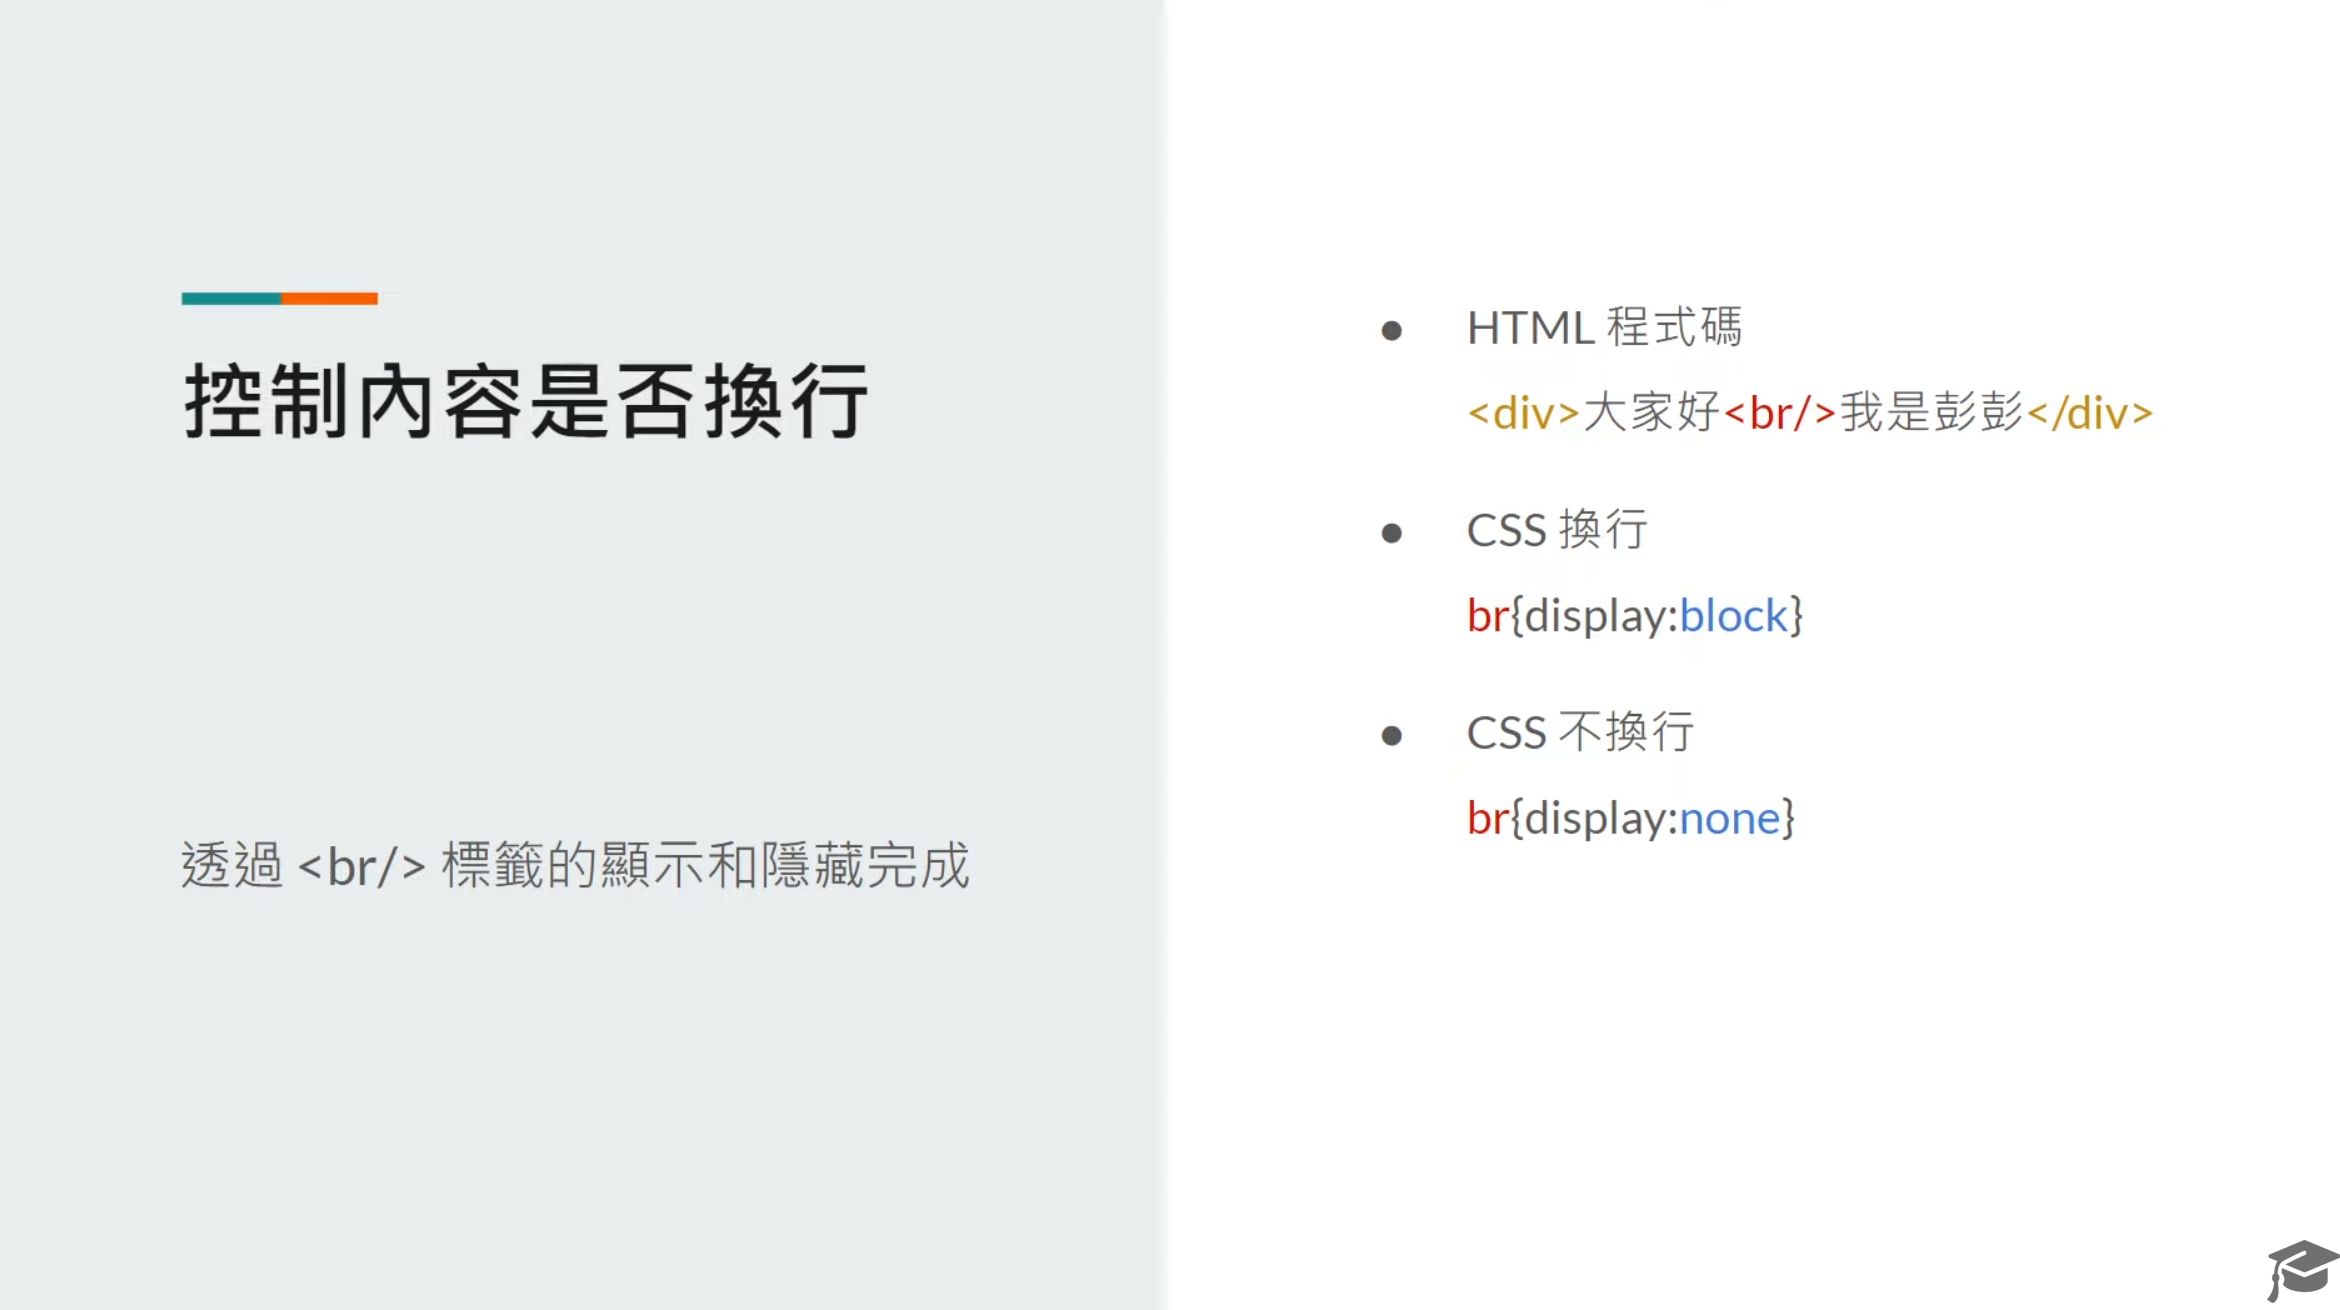 控制內容是否換行
透過 <br/> 標籤的顯示和隱藏完成
● HTML 程式碼
<div>大家好<br/>我是彭彭</div>
● CSS 換行
br{display:block}
● CSS 不換行
br{display:none}